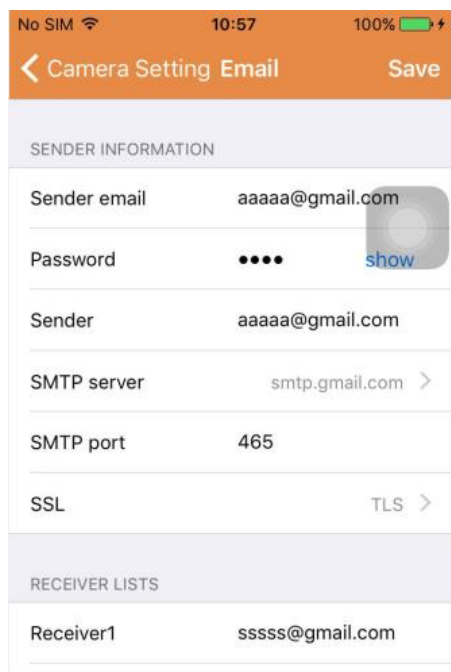 No SIM 10:57 100%
Camera Setting Email Save
SENDER INFORMATION
Sender email aaaaa@gmail.com
Password •••• show
Sender aaaaa@gmail.com
SMTP server smtp.gmail.com
SMTP port 465
SSL TLS
RECEIVER LISTS
Receiver1 sssss@gmail.com